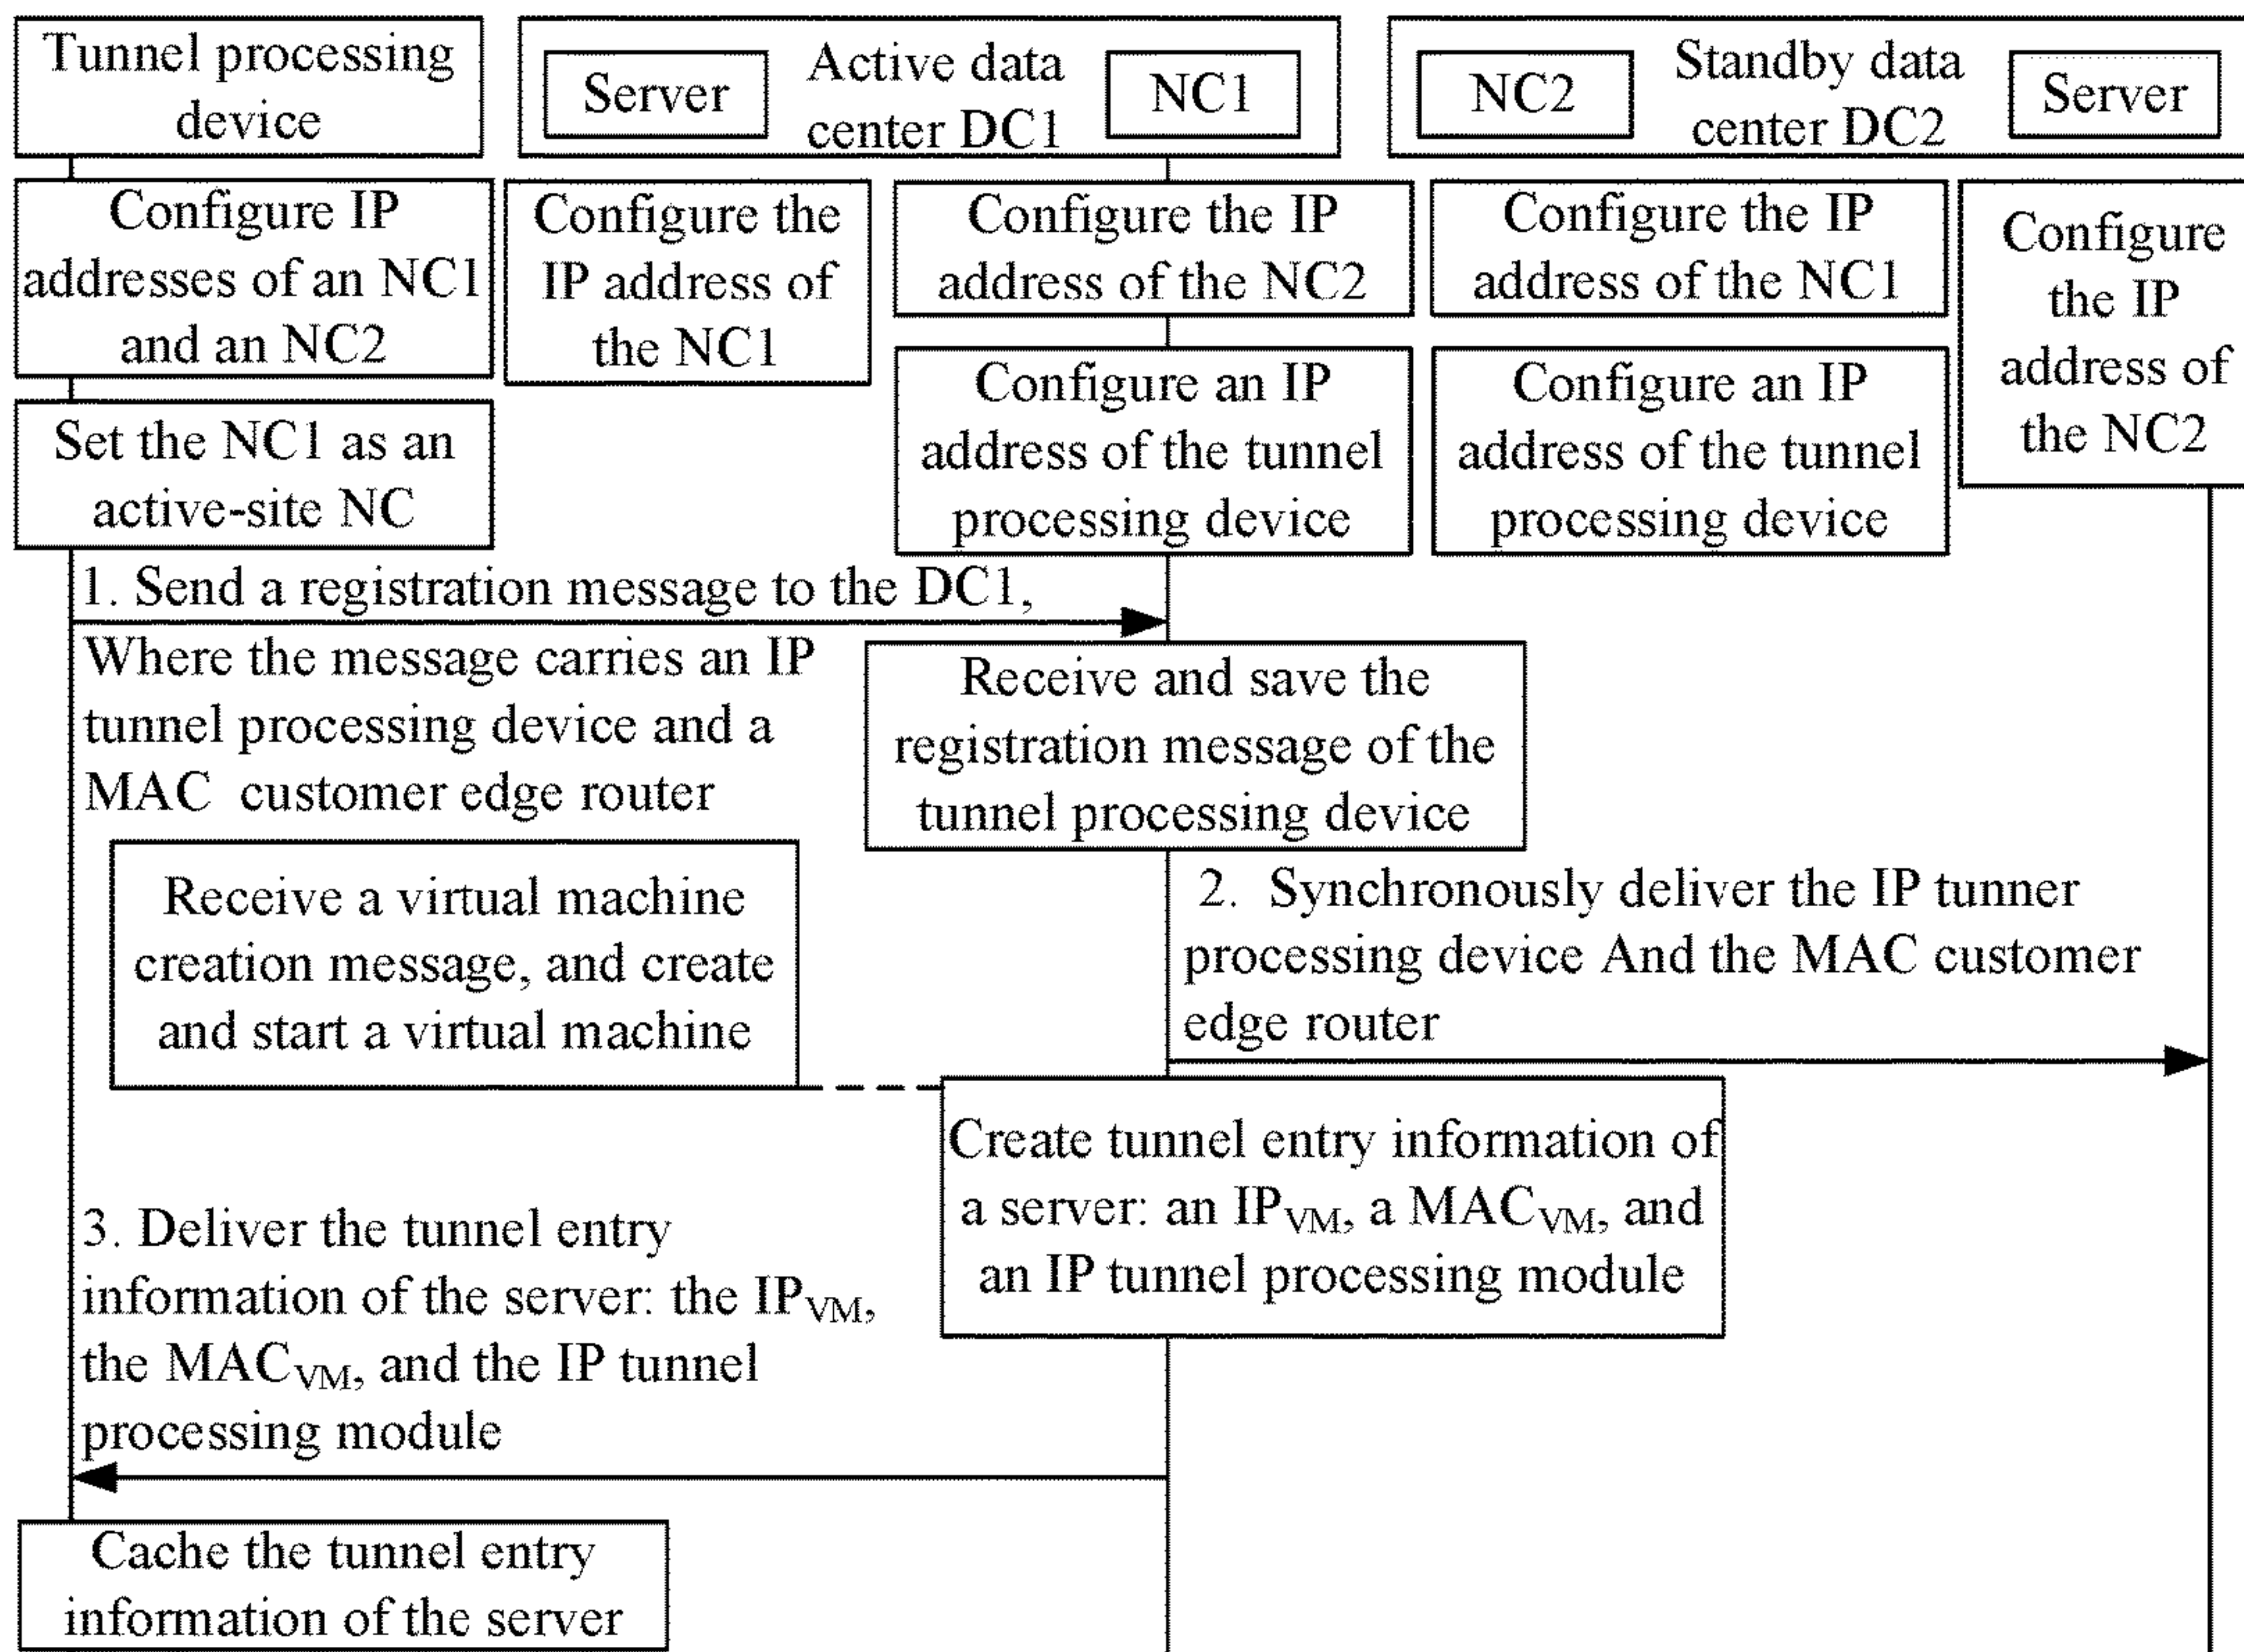 Tunnel processing
device
Server
Active data
center DC1
NC1
NC2
Standby data
center DC2
Server
Configure IP
addresses of an NC1
and an NC2
Configure the
IP address of
the NC1
Configure the IP
address of the NC2
Configure the IP
address of the NC1
Configure
the IP
address of
the NC2
Set the NC1 as an
active-site NC
Configure an IP
address of the tunnel
processing device
Configure an IP
address of the tunnel
processing device
1. Send a registration message to the DC1,
Where the message carries an IP
tunnel processing device and a
MAC customer edge router
Receive and save the
registration message of the
tunnel processing device
Receive a virtual machine
creation message, and create
and start a virtual machine
2. Synchronously deliver the IP tunner
processing device And the MAC customer
edge router
Create tunnel entry information of
a server: an IPVM, a MACVM, and
an IP tunnel processing module
3. Deliver the tunnel entry
information of the server: the IPVM,
the MACVM, and the IP tunnel
processing module
Cache the tunnel entry
information of the server